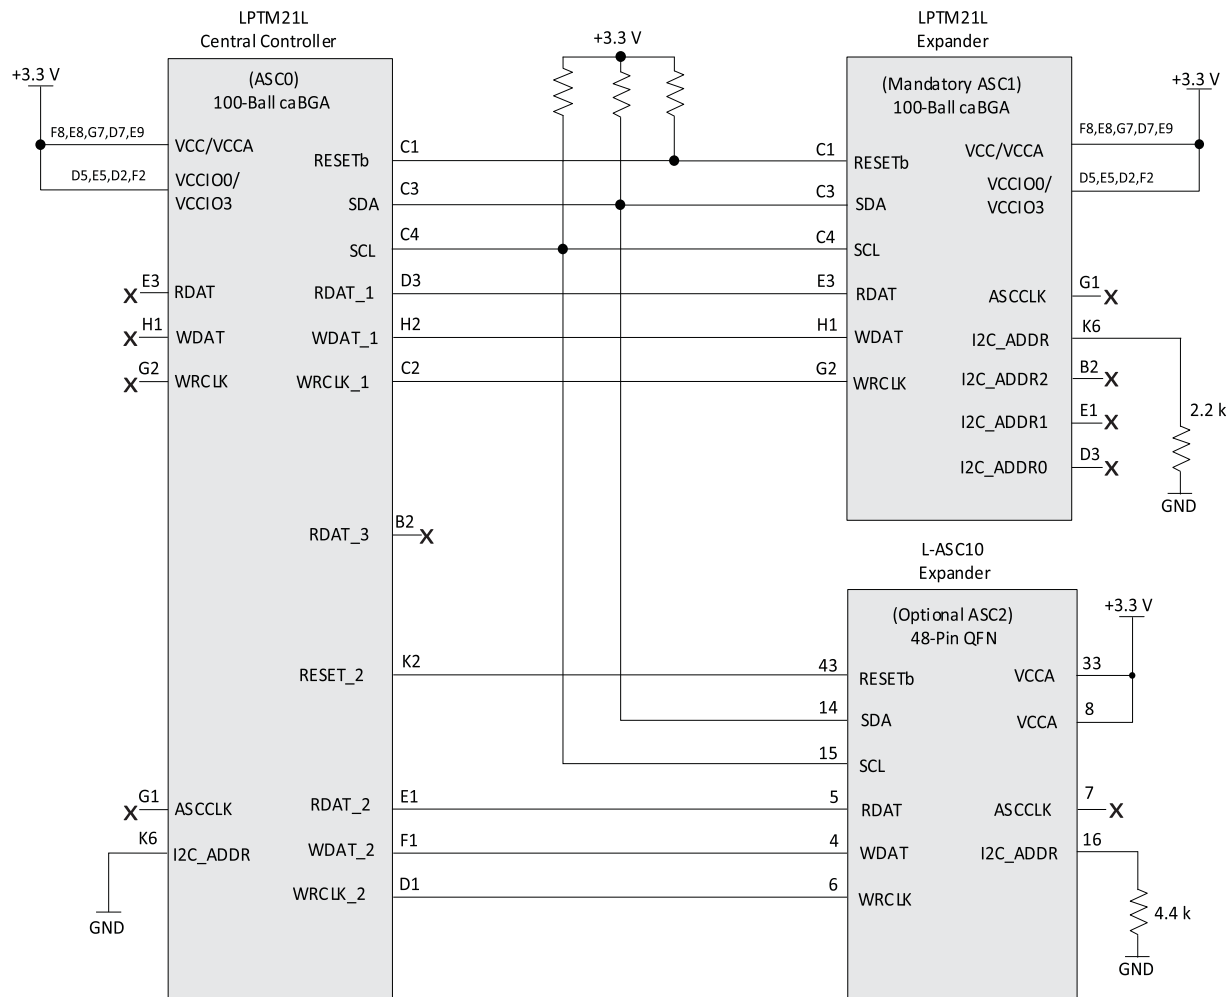 LPTM21L
Central Controller
(ASC0)
100-Ball caBGA
+3.3 V
F8,E8,G7,D7,E9
VCC/VCCA
D5,E5,D2,F2
VCCIO0/
VCCIO3
E3
RDAT
H1
WDAT
G2
WRCLK
G1
ASCCLK
K6
I2C_ADDR
GND
RESETb
C1
SDA
C3
SCL
C4
RDAT_1
D3
WDAT_1
H2
WRCLK_1
C2
RDAT_3
B2
RESET_2
K2
RDAT_2
E1
WDAT_2
F1
WRCLK_2
D1
+3.3 V
LPTM21L
Expander
(Mandatory ASC1)
100-Ball caBGA
C1
RESETb
C3
SDA
C4
SCL
E3
RDAT
H1
WDAT
G2
WRCLK
+3.3 V
F8,E8,G7,D7,E9
VCC/VCCA
D5,E5,D2,F2
VCCIO0/
VCCIO3
ASCCLK
G1
I2C_ADDR
K6
I2C_ADDR2
B2
I2C_ADDR1
E1
I2C_ADDR0
D3
2.2 k
GND
L-ASC10
Expander
(Optional ASC2)
48-Pin QFN
43
RESETb
14
SDA
15
SCL
5
RDAT
4
WDAT
6
WRCLK
+3.3 V
VCCA
33
VCCA
8
ASCCLK
7
I2C_ADDR
16
4.4 k
GND